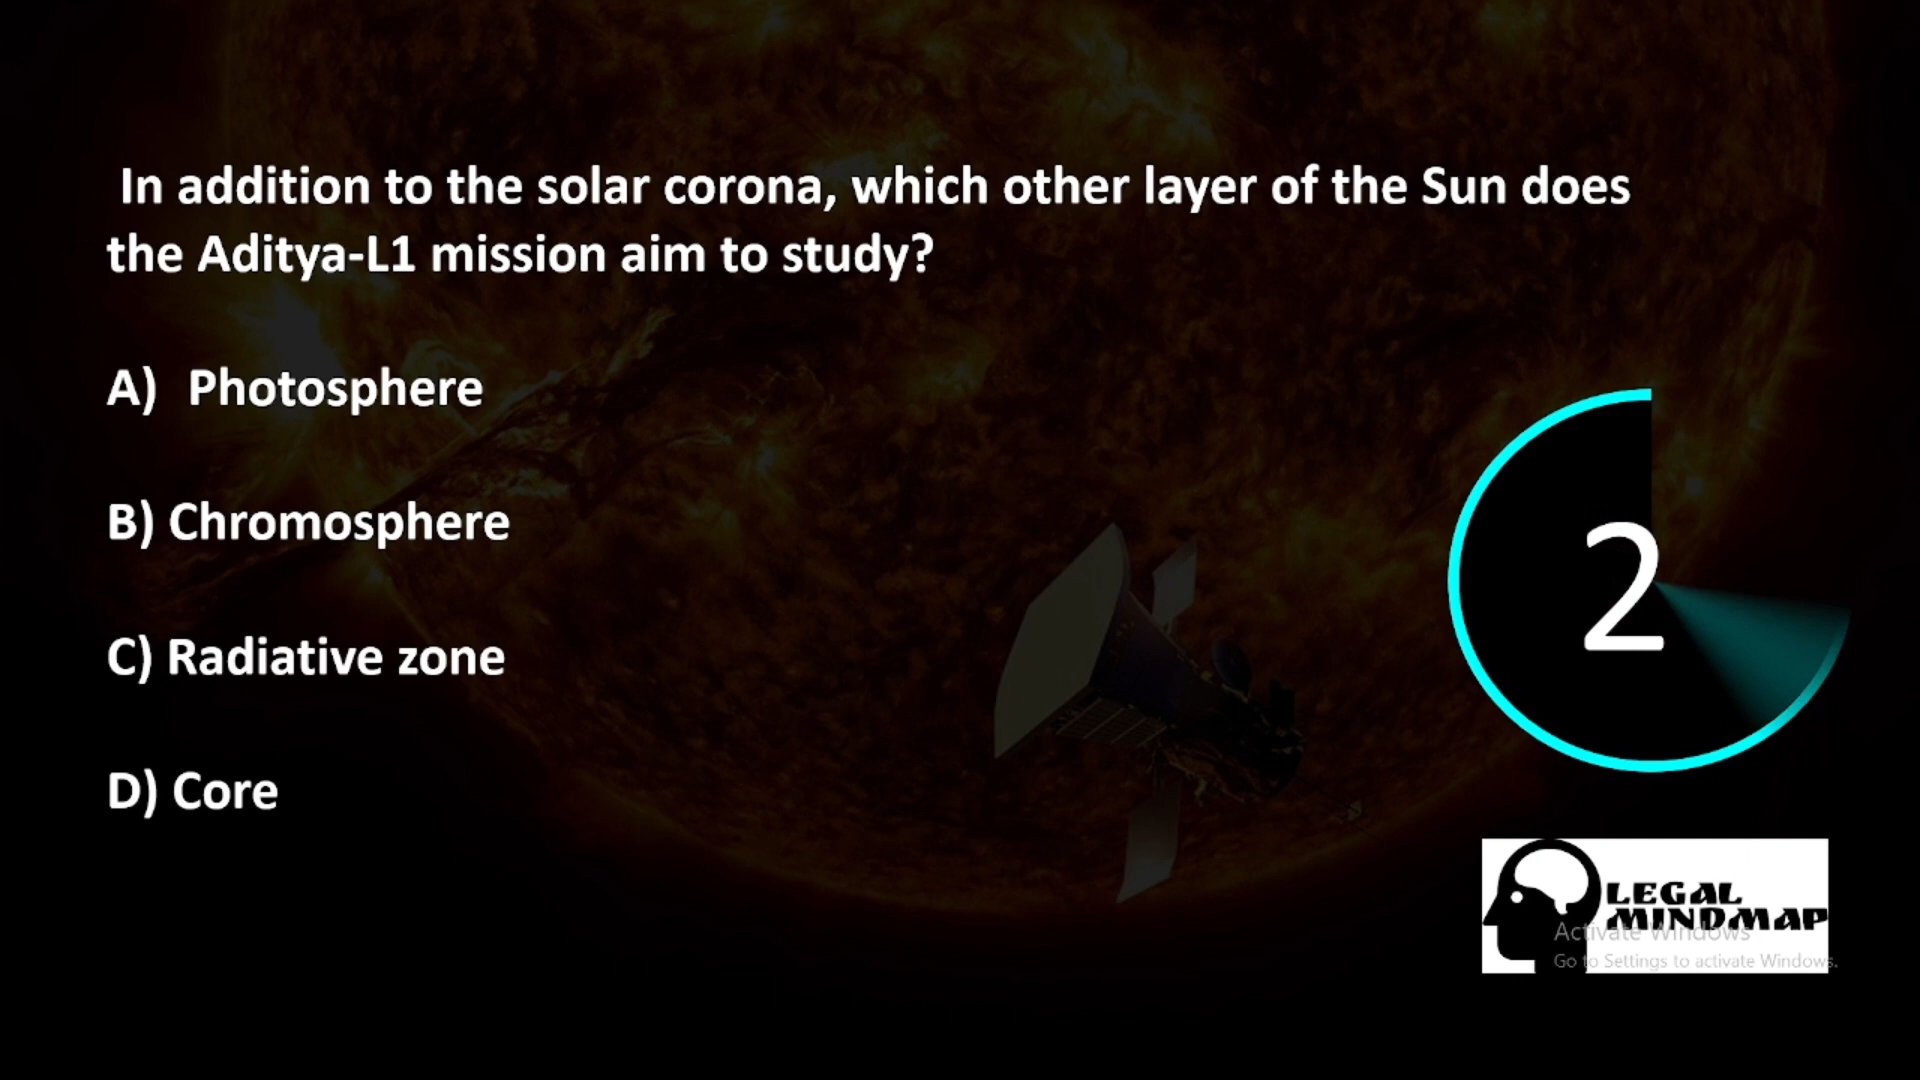 In addition to the solar corona, which other layer of the Sun does
the Aditya-L1 mission aim to study?
A) Photosphere
B) Chromosphere
C) Radiative zone
D) Core
2
LEGAL
MINDMAP
Activate Windows
Go to Settings to activate Windows.